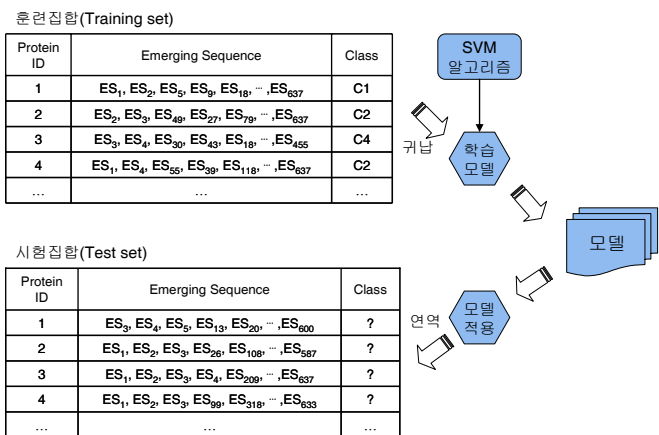 훈련집합(Training set)
Protein ID | Emerging Sequence | Class
1 | ES1, ES2, ES5, ES9, ES18, ··· ,ES637 | C1
2 | ES2, ES3, ES49, ES27, ES79, ··· ,ES637 | C2
3 | ES3, ES4, ES30, ES43, ES18, ··· ,ES455 | C4
4 | ES1, ES4, ES55, ES39, ES118, ··· ,ES637 | C2
... | ... | ...
SVM
알고리즘
귀납
학습
모델
모델
시험집합(Test set)
Protein ID | Emerging Sequence | Class
1 | ES3, ES4, ES5, ES13, ES20, ··· ,ES600 | ?
2 | ES1, ES2, ES3, ES26, ES108, ··· ,ES587 | ?
3 | ES1, ES2, ES3, ES4, ES209, ··· ,ES637 | ?
4 | ES1, ES2, ES3, ES99, ES318, ··· ,ES633 | ?
... | ... | ...
연역
모델
적용